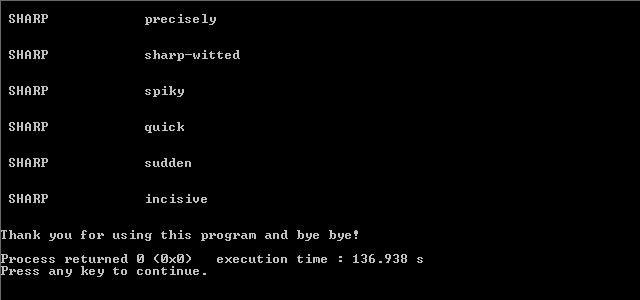 SHARP precisely
SHARP sharp-witted
SHARP spiky
SHARP quick
SHARP sudden
SHARP incisive
Thank you for using this program and bye bye!
Process returned 0 (0x0) execution time : 136.938 s
Press any key to continue.